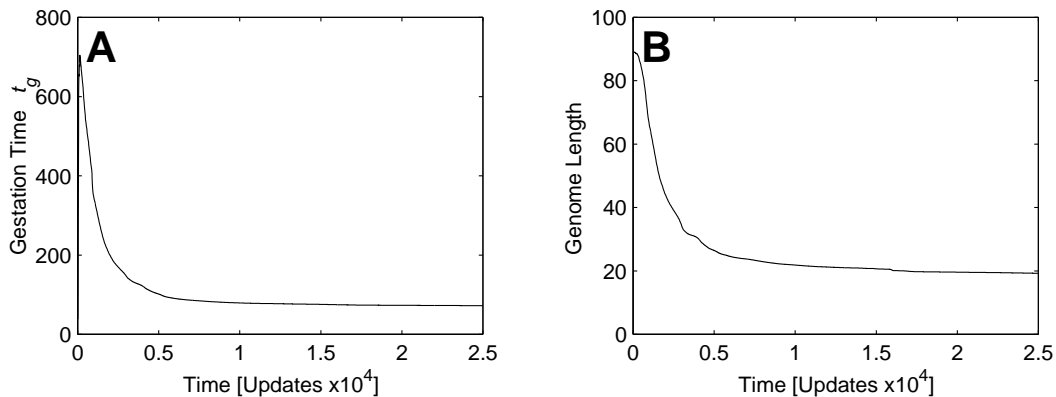 A
800
600
400
200
0
Gestation Time t_g
0 0.5 1 1.5 2 2.5
Time [Updates x10^4]
B
100
80
60
40
20
0
Genome Length
0 0.5 1 1.5 2 2.5
Time [Updates x10^4]